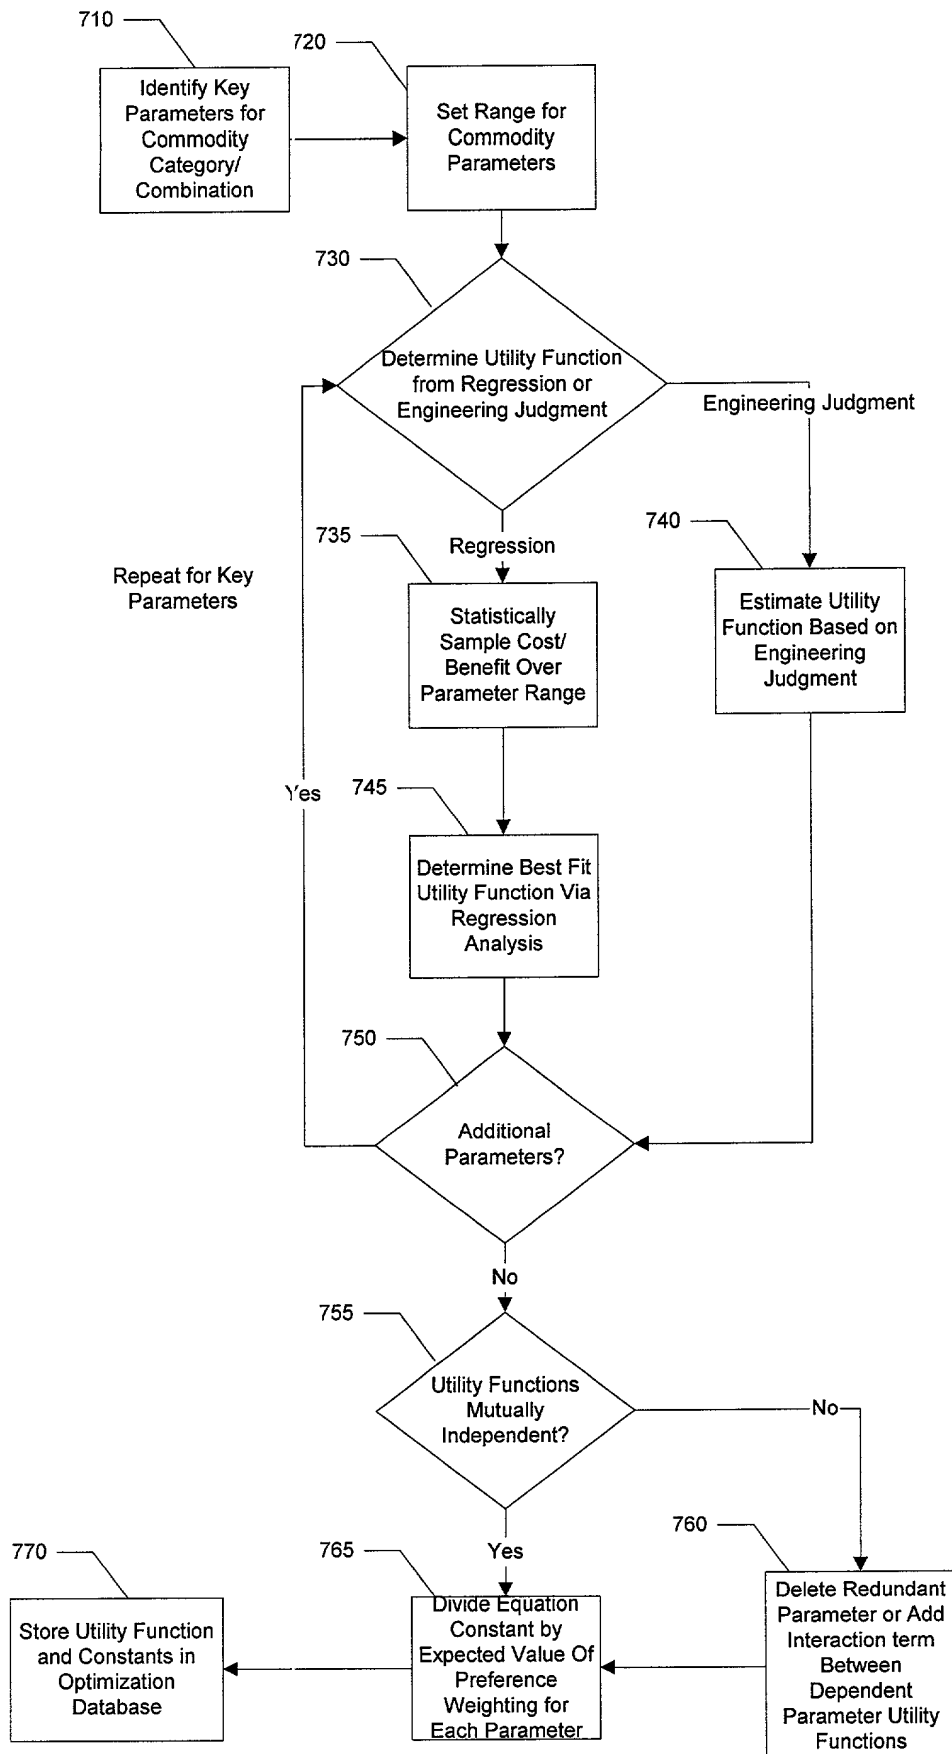 710
Identify Key
Parameters for
Commodity
Category/
Combination
720
Set Range for
Commodity
Parameters
730
Determine Utility Function
from Regression or
Engineering Judgment
Engineering Judgment
735
Regression
740
Repeat for Key
Parameters
Statistically
Sample Cost/
Benefit Over
Parameter Range
Estimate Utility
Function Based on
Engineering
Judgment
Yes
745
Determine Best Fit
Utility Function Via
Regression
Analysis
750
Additional
Parameters?
No
755
Utility Functions
Mutually
Independent?
No
Yes
760
Delete Redundant
Parameter or Add
Interaction term
Between
Dependent
Parameter Utility
Functions
765
Divide Equation
Constant by
Expected Value Of
Preference
Weighting for
Each Parameter
770
Store Utility Function
and Constants in
Optimization
Database